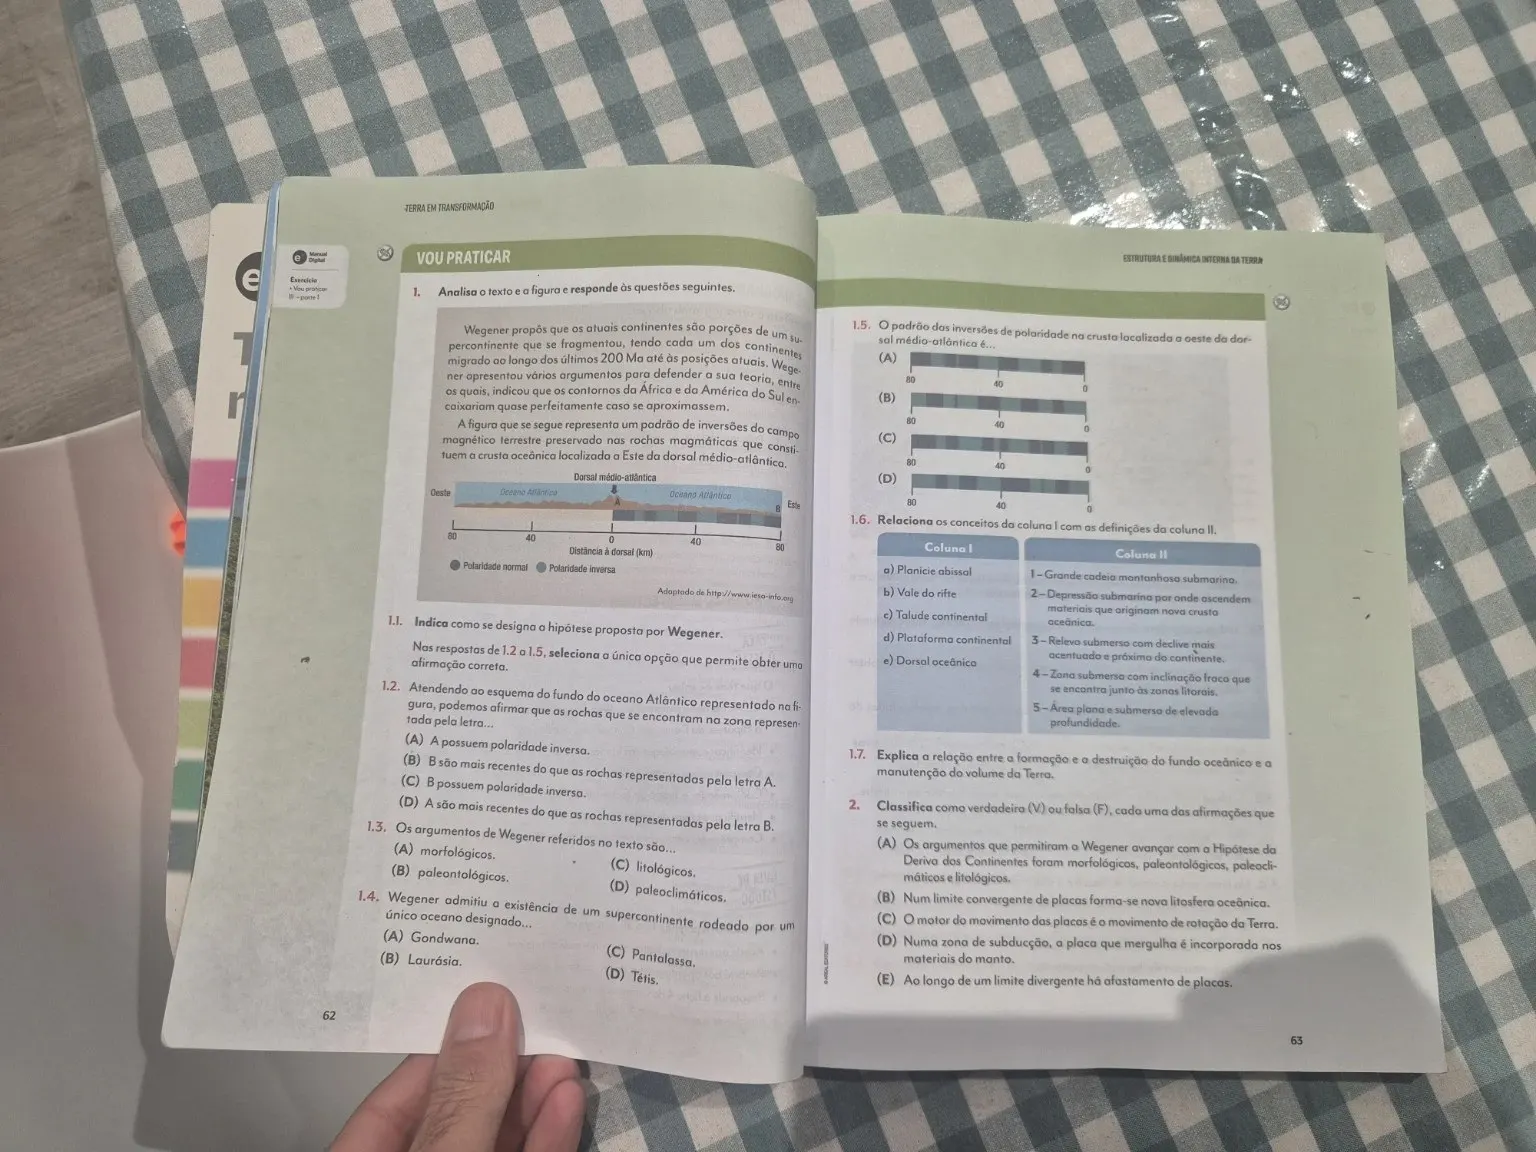 TERRA EM TRANSFORMAÇÃO
e Manual
Digital
Exercício
• Vou praticar
III – parte 1
VOU PRATICAR
1. Analisa o texto e a figura e responde às questões seguintes.
Wegener propôs que os atuais continentes são porções de um su-
percontinente que se fragmentou, tendo cada um dos continentes
migrado ao longo dos últimos 200 Ma até às posições atuais. Wege-
ner apresentou vários argumentos para defender a sua teoria, entre
os quais, indicou que os contornos da África e da América do Sul en-
caixariam quase perfeitamente caso se aproximassem.
A figura que se segue representa um padrão de inversões do campo
magnético terrestre preservado nas rochas magmáticas que consti-
tuem a crusta oceânica localizada a Este da dorsal médio-atlântica.
Dorsal médio-atlântica
Oeste Oceano Atlântico A Oceano Atlântico B Este
80 40 0 40 80
Distância à dorsal (km)
Polaridade normal Polaridade inversa
Adaptado de http://www.iesa-info.org
1.1. Indica como se designa a hipótese proposta por Wegener.
Nas respostas de 1.2 a 1.5, seleciona a única opção que permite obter uma
afirmação correta.
1.2. Atendendo ao esquema do fundo do oceano Atlântico representado na fi-
gura, podemos afirmar que as rochas que se encontram na zona represen-
tada pela letra...
(A) A possuem polaridade inversa.
(B) B são mais recentes do que as rochas representadas pela letra A.
(C) B possuem polaridade inversa.
(D) A são mais recentes do que as rochas representadas pela letra B.
1.3. Os argumentos de Wegener referidos no texto são...
(A) morfológicos.
(B) paleontológicos.
(C) litológicos.
(D) paleoclimáticos.
1.4. Wegener admitiu a existência de um supercontinente rodeado por um
único oceano designado...
(A) Gondwana.
(B) Laurásia.
(C) Pantalassa.
(D) Tétis.
62
ESTRUTURA E DINÂMICA INTERNA DA TERRA
1.5. O padrão das inversões de polaridade na crusta localizada a oeste da dor-
sal médio-atlântica é...
(A)
80 40 0
(B)
80 40 0
(C)
80 40 0
(D)
80 40 0
1.6. Relaciona os conceitos da coluna I com as definições da coluna II.
Coluna I
a) Planície abissal
b) Vale do rifte
c) Talude continental
d) Plataforma continental
e) Dorsal oceânica
Coluna II
1 – Grande cadeia montanhosa submarina.
2 – Depressão submarina por onde ascendem
materiais que originam nova crusta
oceânica.
3 – Relevo submerso com declive mais
acentuado e próximo do continente.
4 – Zona submersa com inclinação fraca que
se encontra junto às zonas litorais.
5 – Área plana e submersa de elevada
profundidade.
1.7. Explica a relação entre a formação e a destruição do fundo oceânico e a
manutenção do volume da Terra.
2. Classifica como verdadeira (V) ou falsa (F), cada uma das afirmações que
se seguem.
(A) Os argumentos que permitiram a Wegener avançar com a Hipótese da
Deriva dos Continentes foram morfológicos, paleontológicos, paleocli-
máticos e litológicos.
(B) Num limite convergente de placas forma-se nova litosfera oceânica.
(C) O motor do movimento das placas é o movimento de rotação da Terra.
(D) Numa zona de subducção, a placa que mergulha é incorporada nos
materiais do manto.
(E) Ao longo de um limite divergente há afastamento de placas.
63